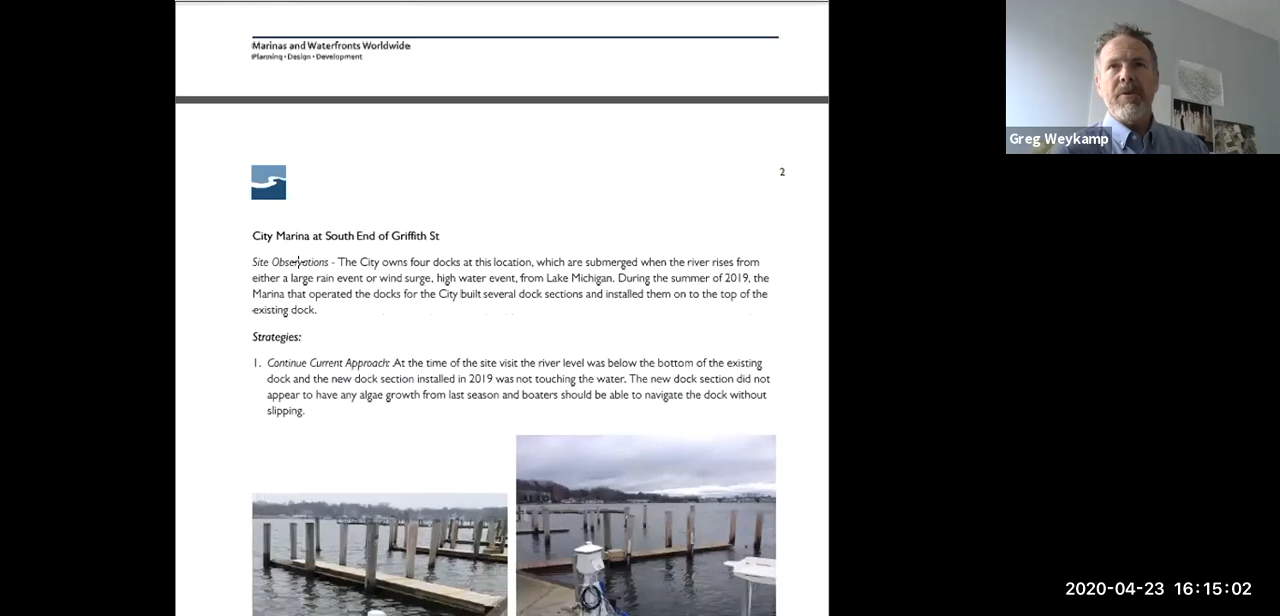 Marinas and Waterfronts Worldwide
Planning • Design • Development
Greg Weykamp
2
City Marina at South End of Griffith St
Site Observations - The City owns four docks at this location, which are submerged when the river rises from
either a large rain event or wind surge, high water event, from Lake Michigan. During the summer of 2019, the
Marina that operated the docks for the City built several dock sections and installed them on to the top of the
existing dock.
Strategies:
1. Continue Current Approach: At the time of the site visit the river level was below the bottom of the existing
dock and the new dock section installed in 2019 was not touching the water. The new dock section did not
appear to have any algae growth from last season and boaters should be able to navigate the dock without
slipping.
2020-04-23 16:15:02